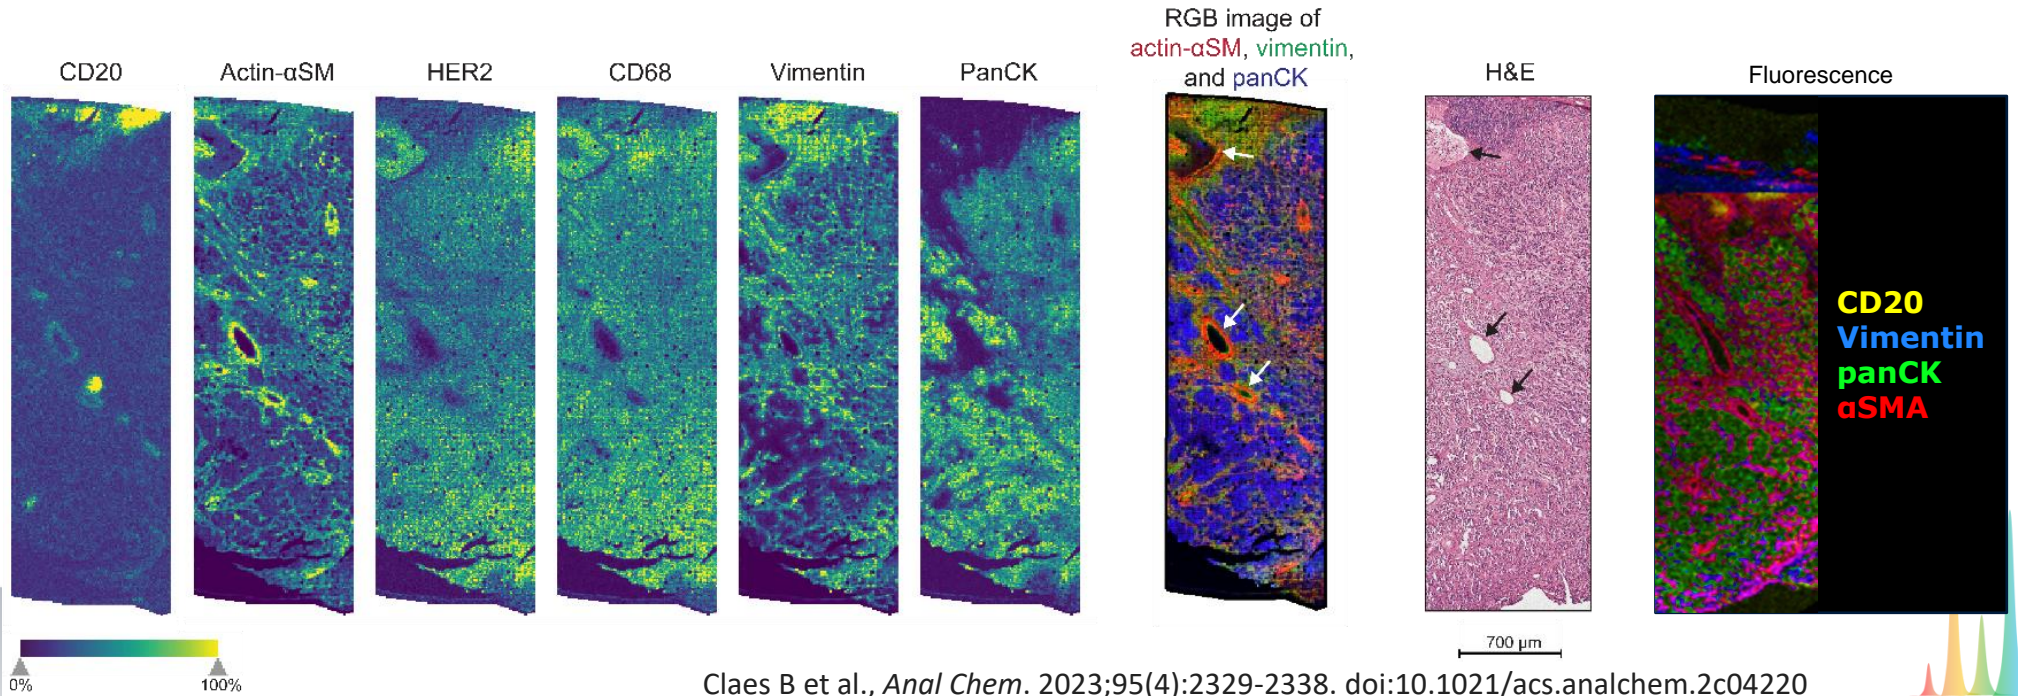 CD20
Actin-αSM
HER2
CD68
Vimentin
PanCK
RGB image of
actin-αSM, vimentin,
and panCK
H&E
Fluorescence
CD20
Vimentin
panCK
αSMA
0%
100%
700 μm
Claes B et al., Anal Chem. 2023;95(4):2329-2338. doi:10.1021/acs.analchem.2c04220